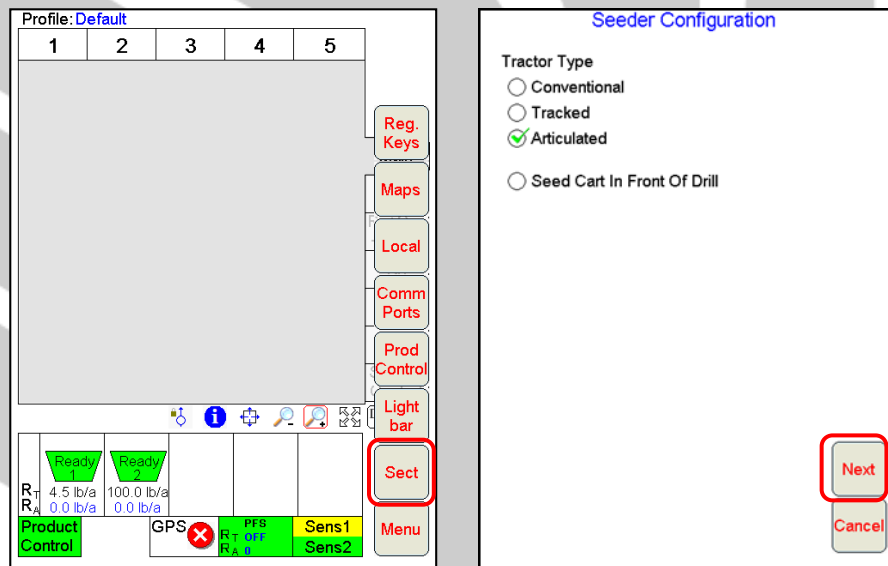 Profile: Default
1 2 3 4 5
Reg.
Keys
Maps
Local
Comm
Ports
Prod
Control
Light
bar
Sect
Menu
Ready
1
Ready
2
RT 4.5 lb/a 100.0 lb/a
RA 0.0 lb/a 0.0 lb/a
Product
Control
GPS
PFS
RT OFF
RA 0
Sens1
Sens2
Seeder Configuration
Tractor Type
Conventional
Tracked
Articulated
Seed Cart In Front Of Drill
Next
Cancel